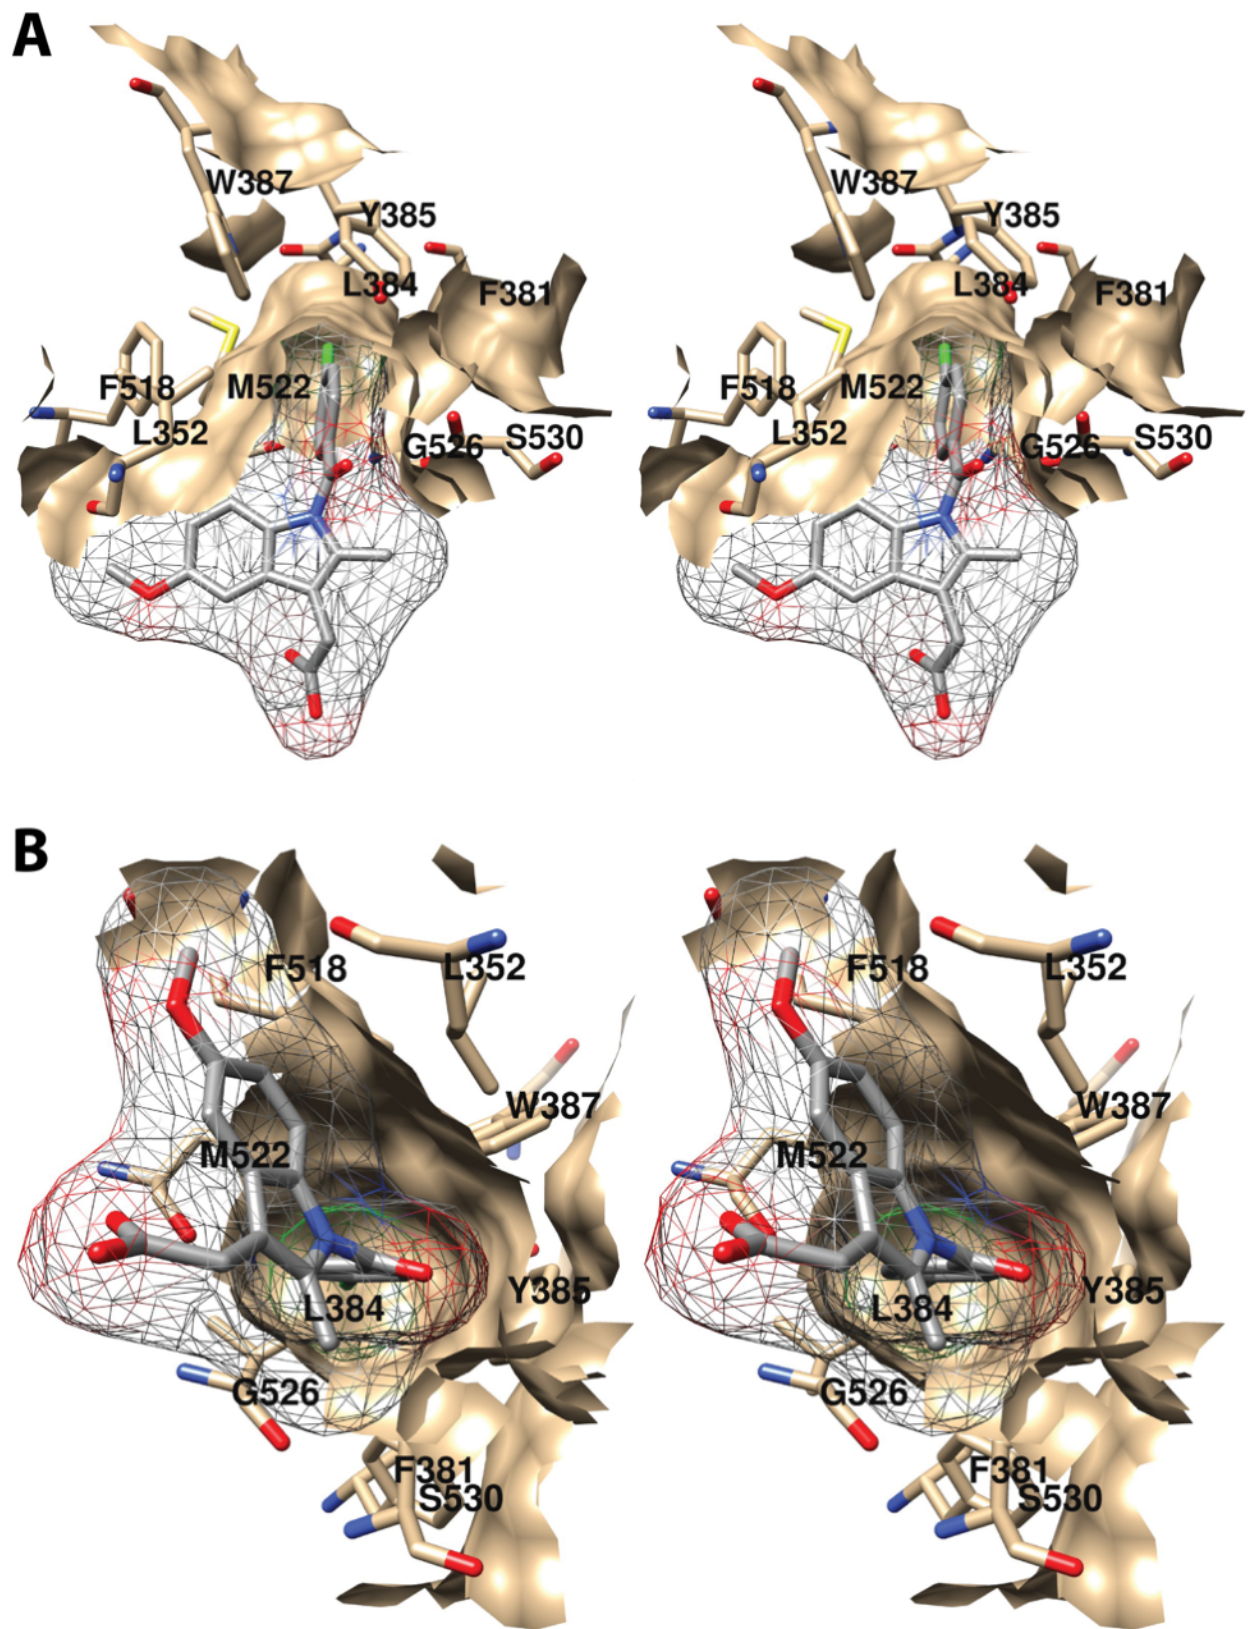 A
W387 W387
Y385 Y385
L384 L384
F381 F381
F518 M522 F518 M522
L352 L352
G526 S530 G526 S530
B
F518 L352 F518 L352
W387 W387
M522 M522
Y385 Y385
L384 L384
G526 G526
F381 F381
S530 S530